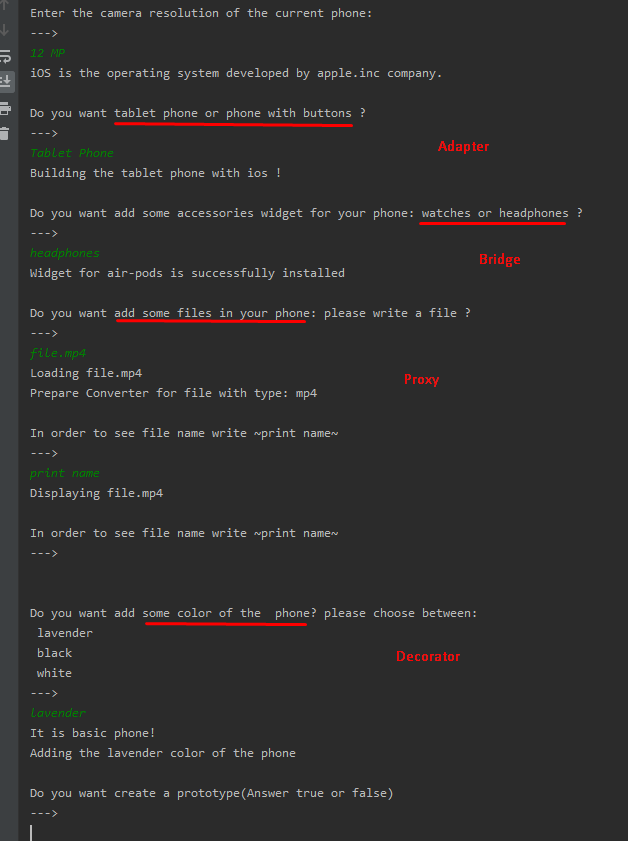 Enter the camera resolution of the current phone:
--->
12 MP
iOS is the operating system developed by apple.inc company.
Do you want tablet phone or phone with buttons ?
--->
Tablet Phone
Adapter
Building the tablet phone with ios !
Do you want add some accessories widget for your phone: watches or headphones ?
--->
headphones
Bridge
Widget for air-pods is successfully installed
Do you want add some files in your phone: please write a file ?
--->
file.mp4
Loading file.mp4
Proxy
Prepare Converter for file with type: mp4
In order to see file name write ~print name~
--->
print name
Displaying file.mp4
In order to see file name write ~print name~
--->
Do you want add some color of the  phone? please choose between:
lavender
black
Decorator
white
--->
lavender
It is basic phone!
Adding the lavender color of the phone
Do you want create a prototype(Answer true or false)
--->